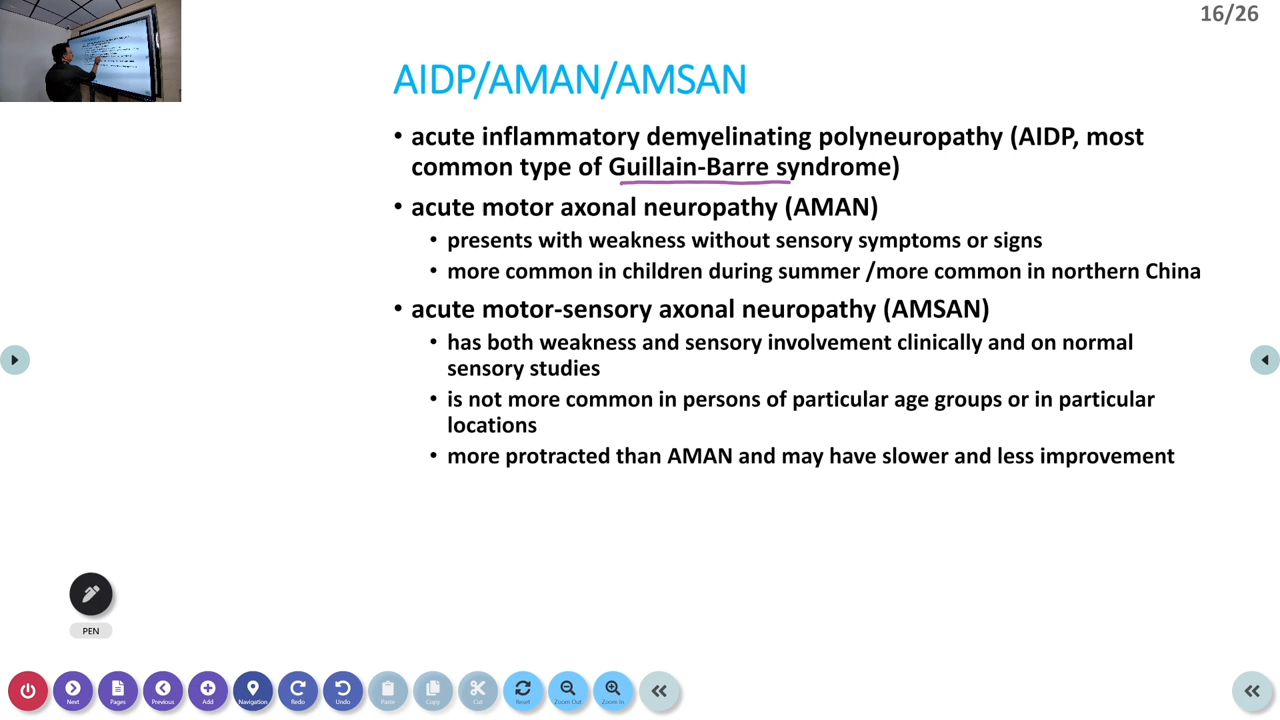 16/26
AIDP/AMAN/AMSAN
• acute inflammatory demyelinating polyneuropathy (AIDP, most
common type of Guillain-Barre syndrome)
• acute motor axonal neuropathy (AMAN)
• presents with weakness without sensory symptoms or signs
• more common in children during summer /more common in northern China
• acute motor-sensory axonal neuropathy (AMSAN)
• has both weakness and sensory involvement clinically and on normal
sensory studies
• is not more common in persons of particular age groups or in particular
locations
• more protracted than AMAN and may have slower and less improvement
PEN
Next Pages Previous Add Navigation Redo Undo Paste Copy Cut Reset Zoom Out Zoom In